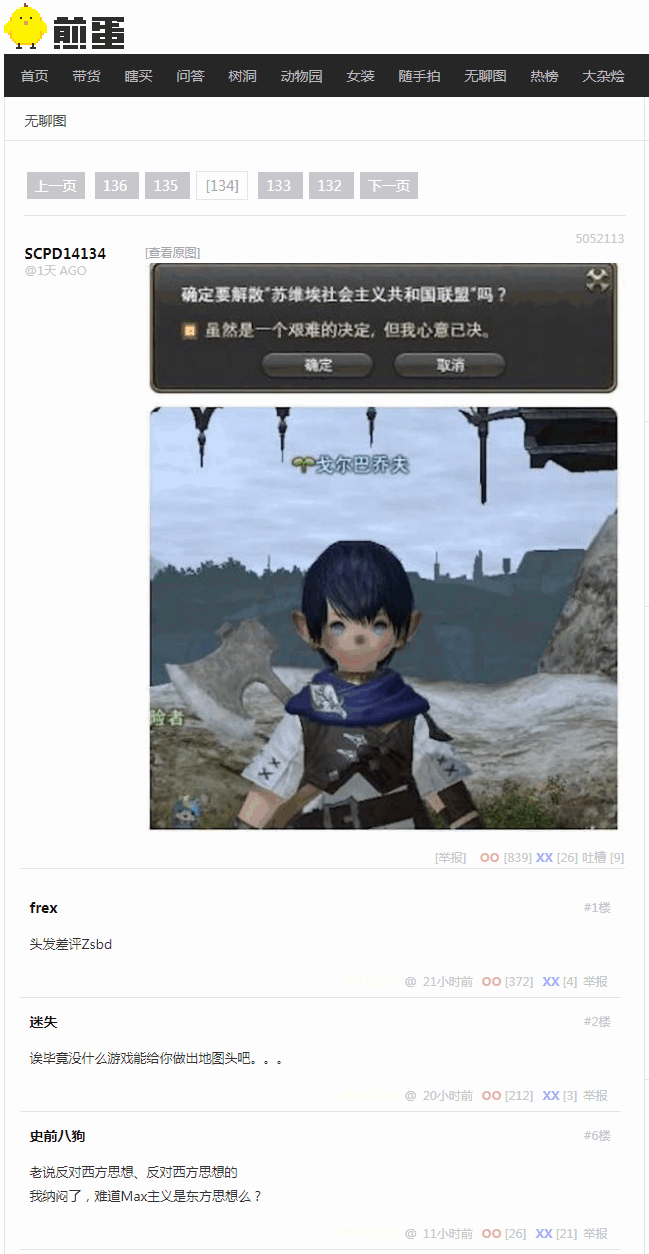 煎蛋
首页 带货 瞎买 问答 树洞 动物园 女装 随手拍 无聊图 热榜 大杂烩
无聊图
上一页 136 135 [134] 133 132 下一页
5052113
SCPD14134 [查看原图]
@1天 AGO
确定要解散"苏维埃社会主义共和国联盟"吗？
虽然是一个艰难的决定，但我心意已决。
确定 取消
戈尔巴乔夫
险者
[举报] OO [839] XX [26] 吐槽 [9]
frex #1楼
头发差评Zsbd
@ 21小时前 OO [372] XX [4] 举报
迷失 #2楼
诶毕竟没什么游戏能给你做出地图头吧。。。
@ 20小时前 OO [212] XX [3] 举报
史前八狗 #6楼
老说反对西方思想、反对西方思想的
我纳闷了，难道Max主义是东方思想么？
@ 11小时前 OO [26] XX [21] 举报